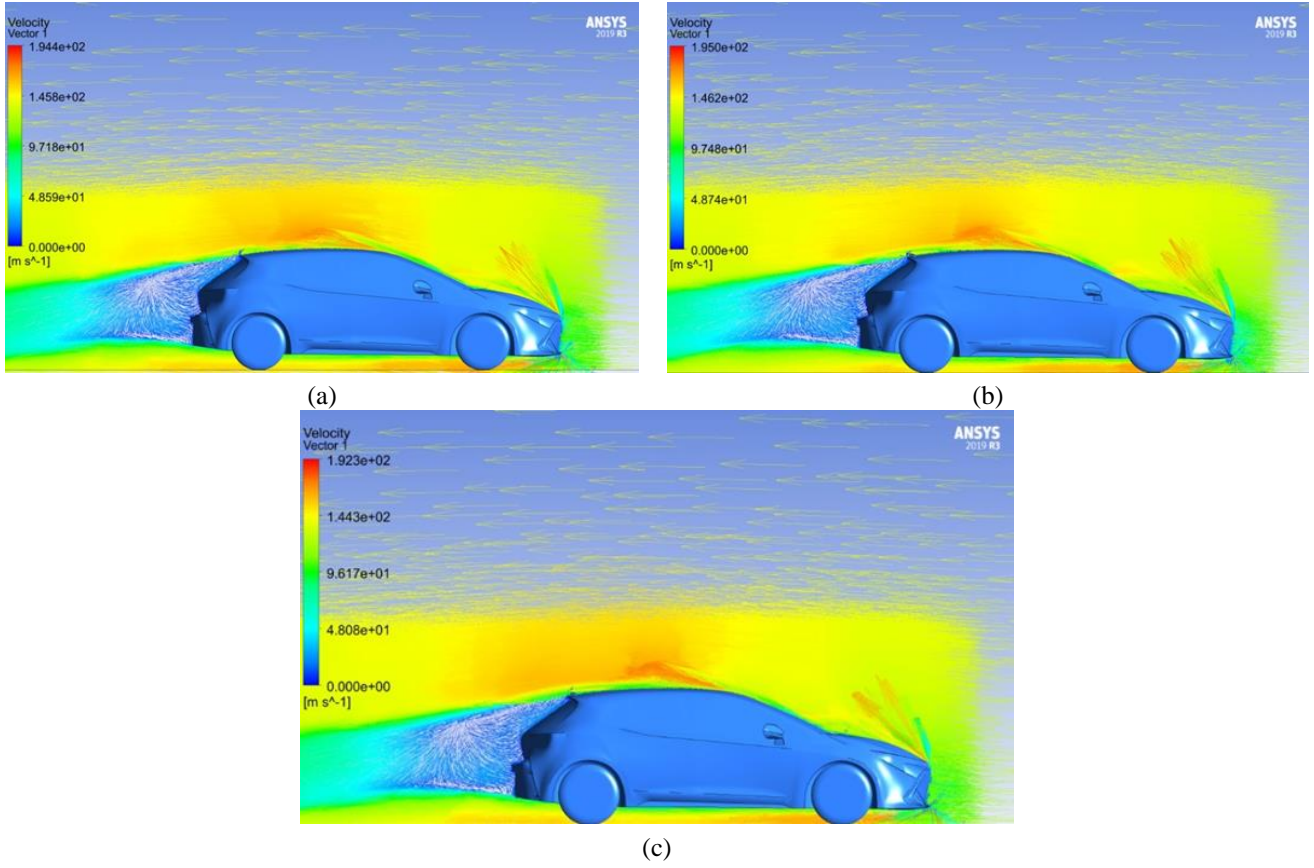 Velocity
Vector 1
1.944e+02
1.458e+02
9.718e+01
4.859e+01
0.000e+00
[m s^-1]
ANSYS
2019 R3
(a)
Velocity
Vector 1
1.950e+02
1.462e+02
9.748e+01
4.874e+01
0.000e+00
[m s^-1]
ANSYS
2019 R3
(b)
Velocity
Vector 1
1.923e+02
1.443e+02
9.617e+01
4.808e+01
0.000e+00
[m s^-1]
ANSYS
2019 R3
(c)